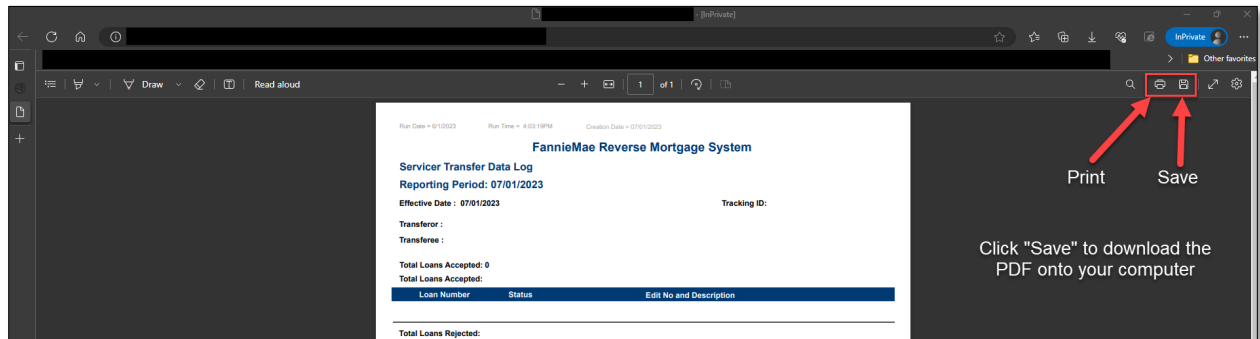 - [InPrivate]
InPrivate
Other favorites
Draw
Read aloud
1 of 1
Run Date = 6/1/2023 Run Time = 4:03:19PM Creation Date = 07/01/2023
FannieMae Reverse Mortgage System
Servicer Transfer Data Log
Reporting Period: 07/01/2023
Effective Date : 07/01/2023 Tracking ID:
Transferor :
Transferee :
Total Loans Accepted: 0
Total Loans Accepted:
Loan Number Status Edit No and Description
Total Loans Rejected:
Print Save
Click "Save" to download the
PDF onto your computer